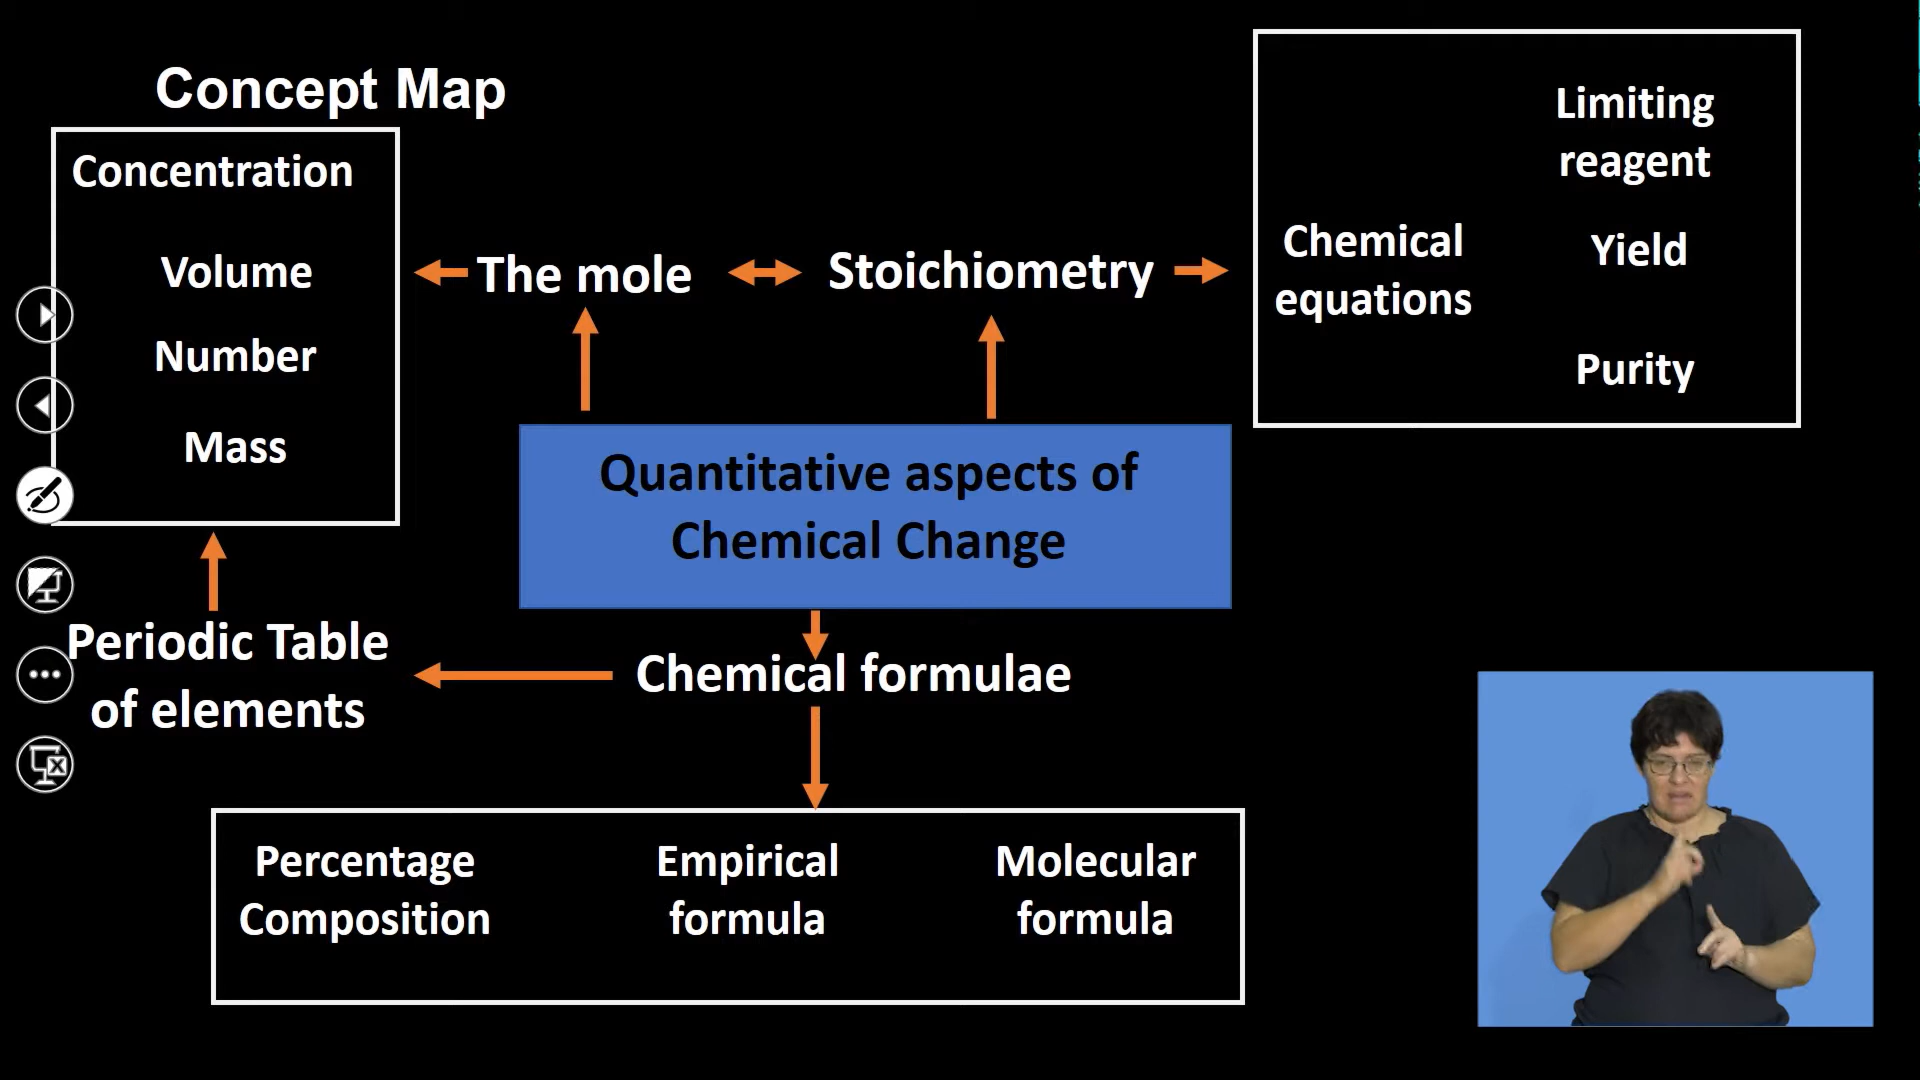 Concept Map
Concentration
Volume
Number
Mass
The mole
Stoichiometry
Chemical
equations
Limiting
reagent
Yield
Purity
Quantitative aspects of
Chemical Change
Periodic Table
of elements
Chemical formulae
Percentage
Composition
Empirical
formula
Molecular
formula